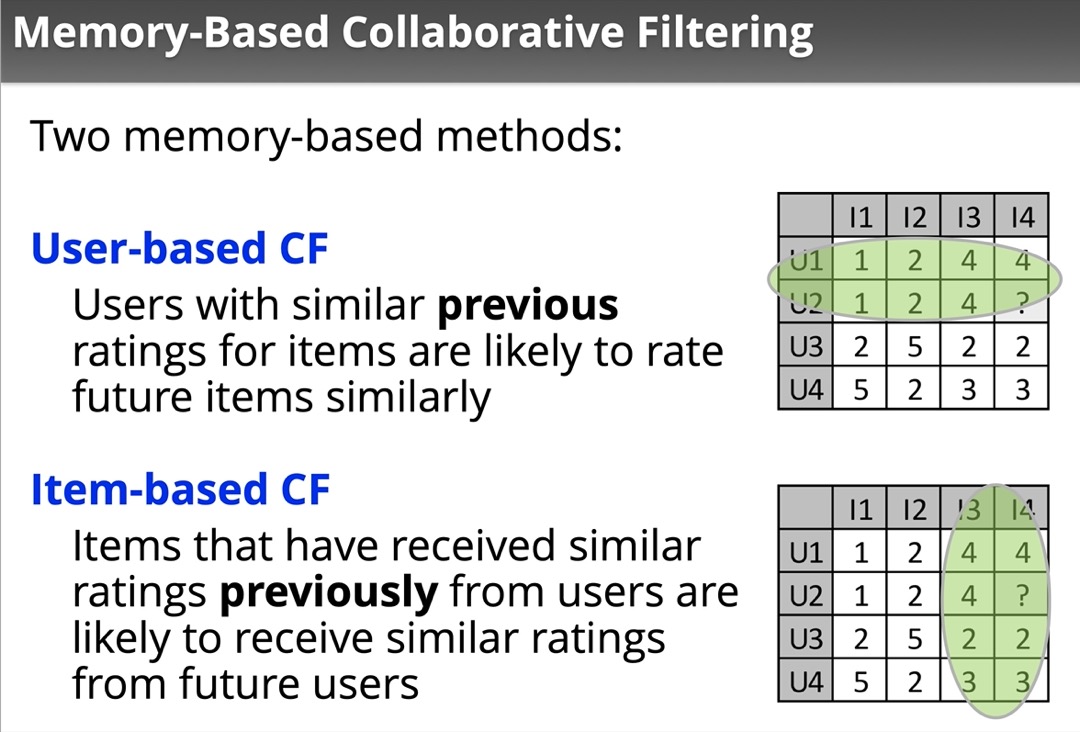 Memory-Based Collaborative Filtering
Two memory-based methods:
User-based CF
Users with similar previous
ratings for items are likely to rate
future items similarly
I1 I2 I3 I4
U1 1 2 4 4
U2 1 2 4 ?
U3 2 5 2 2
U4 5 2 3 3
Item-based CF
Items that have received similar
ratings previously from users are
likely to receive similar ratings
from future users
I1 I2 I3 I4
U1 1 2 4 4
U2 1 2 4 ?
U3 2 5 2 2
U4 5 2 3 3